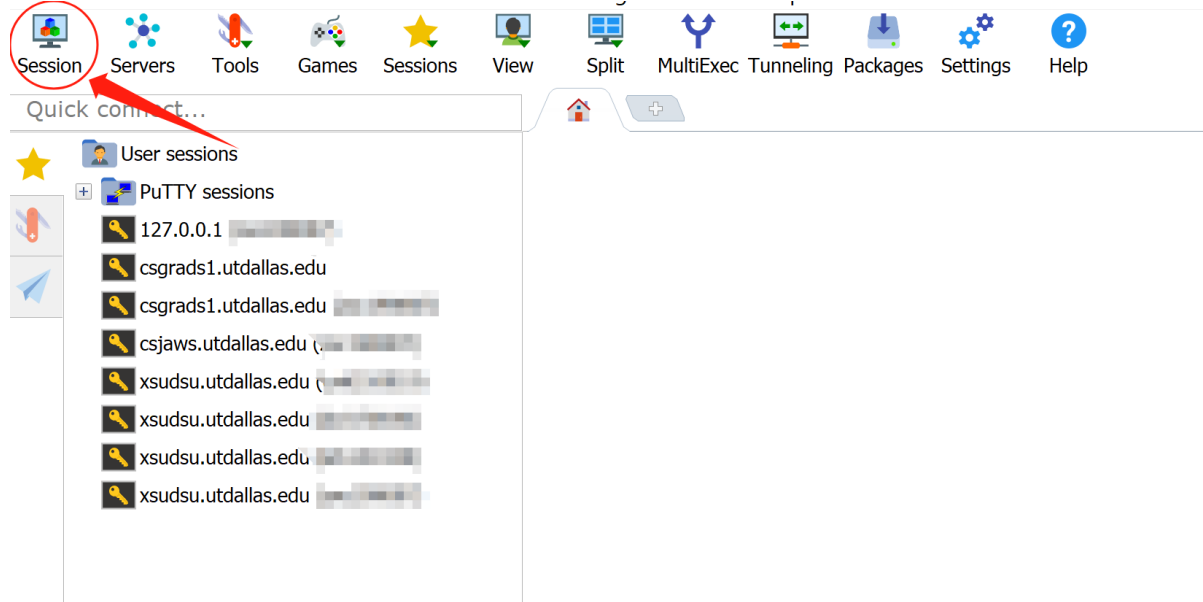 Session Servers Tools Games Sessions View Split MultiExec Tunneling Packages Settings Help
Quick connect...
User sessions
PuTTY sessions
127.0.0.1
csgrads1.utdallas.edu
csgrads1.utdallas.edu
csjaws.utdallas.edu (
xsudsu.utdallas.edu (
xsudsu.utdallas.edu
xsudsu.utdallas.edu
xsudsu.utdallas.edu